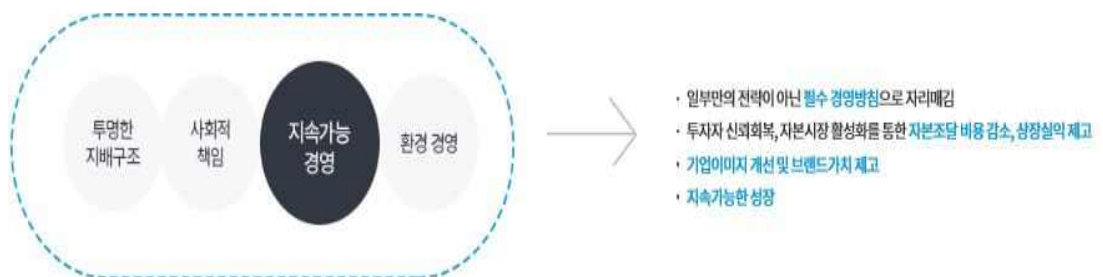 투명한
지배구조
사회적
책임
지속가능
경영
환경 경영
· 일부만의 전략이 아닌 필수 경영방침으로 자리매김
· 투자자 신뢰회복, 자본시장 활성화를 통한 자본조달 비용 감소, 상장실익 제고
· 기업이미지 개선 및 브랜드가치 제고
· 지속가능한 성장